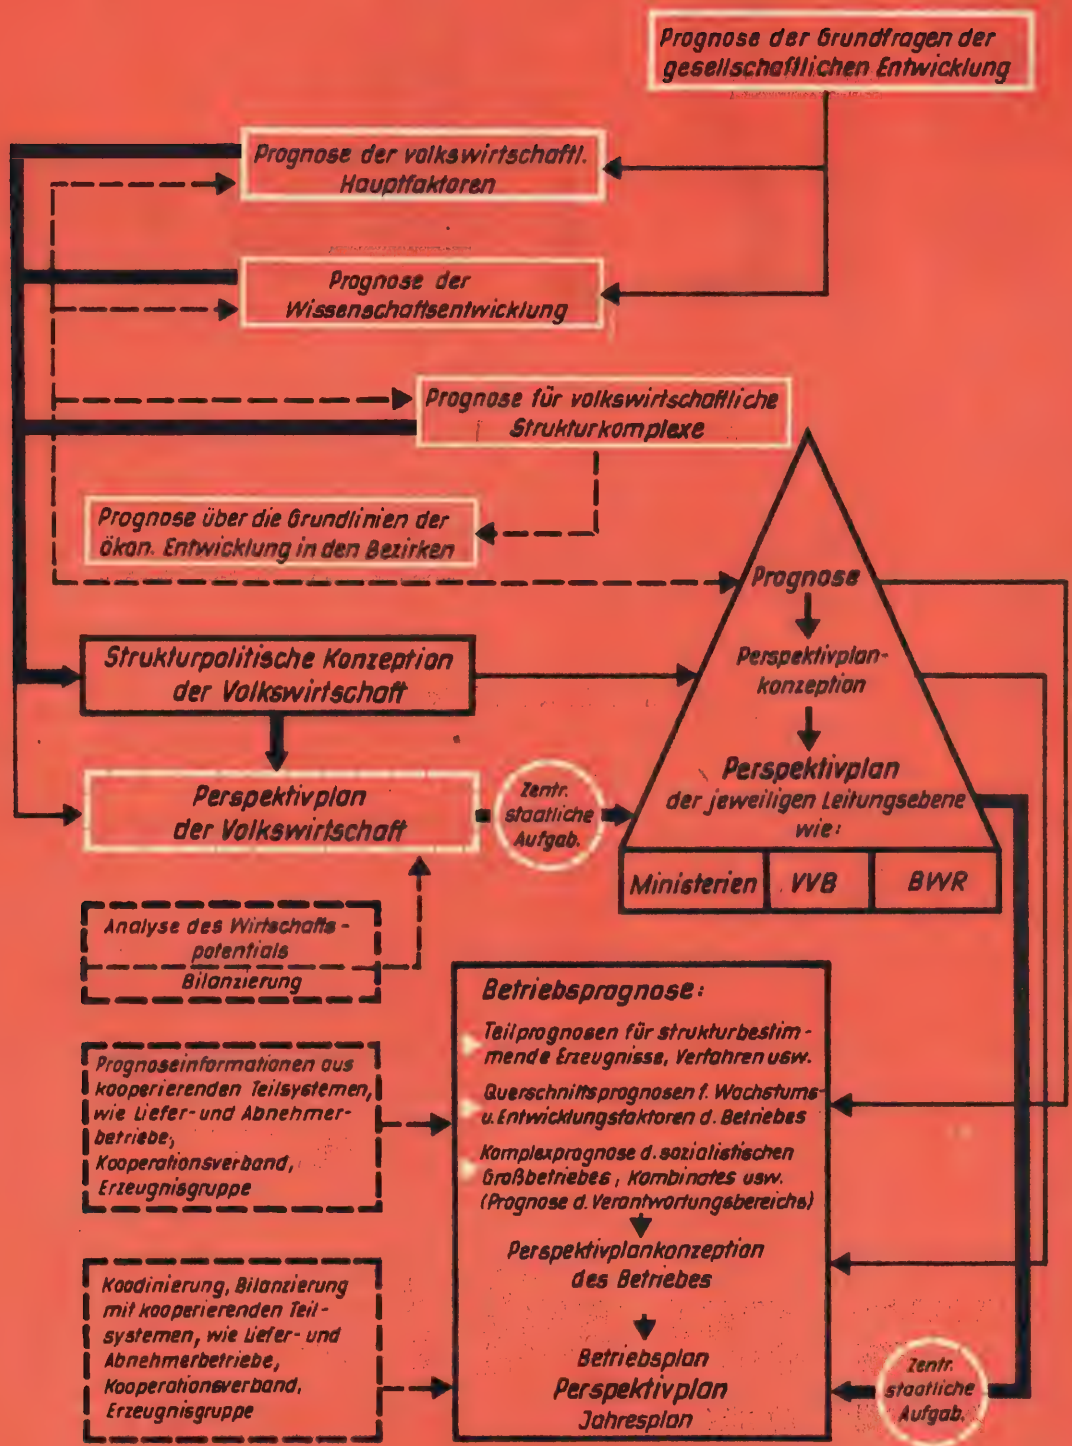 Prognose der Grundfragen der
gesellschaftlichen Entwicklung
Prognose der volkswirtschaftl.
Hauptfaktoren
Prognose der
Wissenschaftsentwicklung
Prognose für volkswirtschaftliche
Strukturkomplexe
Prognose über die Grundlinien der
ökon. Entwicklung in den Bezirken
Prognose
Perspektivplan-
konzeption
Perspektivplan
der jeweiligen Leitungsebene
wie:
Ministerien
VVB
BWR
Strukturpolitische Konzeption
der Volkswirtschaft
Perspektivplan
der Volkswirtschaft
Zentr.
staatliche
Aufgab.
Analyse des Wirtschafts-
potentials
Bilanzierung
Prognoseinformationen aus
kooperierenden Teilsystemen,
wie Liefer- und Abnehmer-
betriebe,
Kooperationsverband,
Erzeugnisgruppe
Koodinierung, Bilanzierung
mit kooperierenden Teil-
systemen, wie Liefer- und
Abnehmerbetriebe,
Kooperationsverband,
Erzeugnisgruppe
Betriebsprognose:
Teilprognosen für strukturbestim-
mende Erzeugnisse, Verfahren usw.
Querschnittsprognosen f. Wachstums-
u. Entwicklungsfaktoren d. Betriebes
Komplexprognose d. sozialistischen
Großbetriebes, Kombinates usw.
(Prognose d. Verantwortungsbereichs)
Perspektivplankonzeption
des Betriebes
Betriebsplan
Perspektivplan
Jahresplan
Zentr.
staatliche
Aufgab.